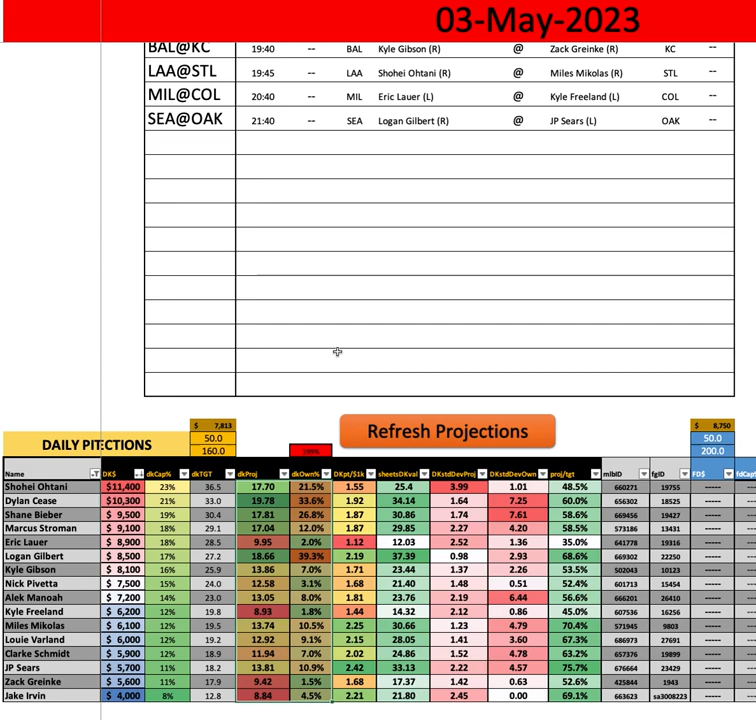 03-May-2023
BAL@KC 19:40 -- BAL Kyle Gibson (R) @ Zack Greinke (R) KC --
LAA@STL 19:45 -- LAA Shohei Ohtani (R) @ Miles Mikolas (R) STL --
MIL@COL 20:40 -- MIL Eric Lauer (L) @ Kyle Freeland (L) COL --
SEA@OAK 21:40 -- SEA Logan Gilbert (R) @ JP Sears (L) OAK --
$ 7,813 $ 8,750
DAILY PITCTIONS 50.0 Refresh Projections 50.0
160.0 200.0
Name DK$ dkCap% dkTGT dkProj dkOwn% DKpt/$1k sheetsDKval DKstdDevProj DKstdDevOwn proj/tgt mlbID fgID FD$ fdCap%
Shohei Ohtani $11,400 23% 36.5 17.70 21.5% 1.55 25.4 3.99 1.01 48.5% 660271 19755 -----
Dylan Cease $10,300 21% 33.0 19.78 33.6% 1.92 34.14 1.64 7.25 60.0% 656302 18525 -----
Shane Bieber $ 9,500 19% 30.4 17.81 26.8% 1.87 30.86 1.74 7.61 58.6% 669456 19427 -----
Marcus Stroman $ 9,100 18% 29.1 17.04 12.0% 1.87 29.85 2.27 4.20 58.5% 573186 13431 -----
Eric Lauer $ 8,900 18% 28.5 9.95 2.0% 1.12 12.03 2.52 1.36 35.0% 641778 19316 -----
Logan Gilbert $ 8,500 17% 27.2 18.66 39.3% 2.19 37.39 0.98 2.93 68.6% 669302 22250 -----
Kyle Gibson $ 8,100 16% 25.9 13.86 7.0% 1.71 23.44 1.37 2.26 53.5% 502043 10123 -----
Nick Pivetta $ 7,500 15% 24.0 12.58 3.1% 1.68 21.40 1.48 0.51 52.4% 601713 15454 -----
Alek Manoah $ 7,200 14% 23.0 13.05 8.0% 1.81 23.76 2.19 6.44 56.6% 666201 26410 -----
Kyle Freeland $ 6,200 12% 19.8 8.93 1.8% 1.44 14.32 2.12 0.86 45.0% 607536 16256 -----
Miles Mikolas $ 6,100 12% 19.5 13.74 10.5% 2.25 30.66 1.23 4.79 70.4% 571945 9803 -----
Louie Varland $ 6,000 12% 19.2 12.92 9.1% 2.15 28.05 1.41 3.60 67.3% 686973 27691 -----
Clarke Schmidt $ 5,900 12% 18.9 11.94 7.0% 2.02 24.86 1.52 4.78 63.2% 657376 19899 -----
JP Sears $ 5,700 11% 18.2 13.81 10.9% 2.42 33.13 2.22 4.57 75.7% 676664 23429 -----
Zack Greinke $ 5,600 11% 17.9 9.42 1.5% 1.68 17.37 1.42 0.63 52.6% 425844 1943 -----
Jake Irvin $ 4,000 8% 12.8 8.84 4.5% 2.21 21.80 2.45 0.00 69.1% 663623 sa3008223 -----